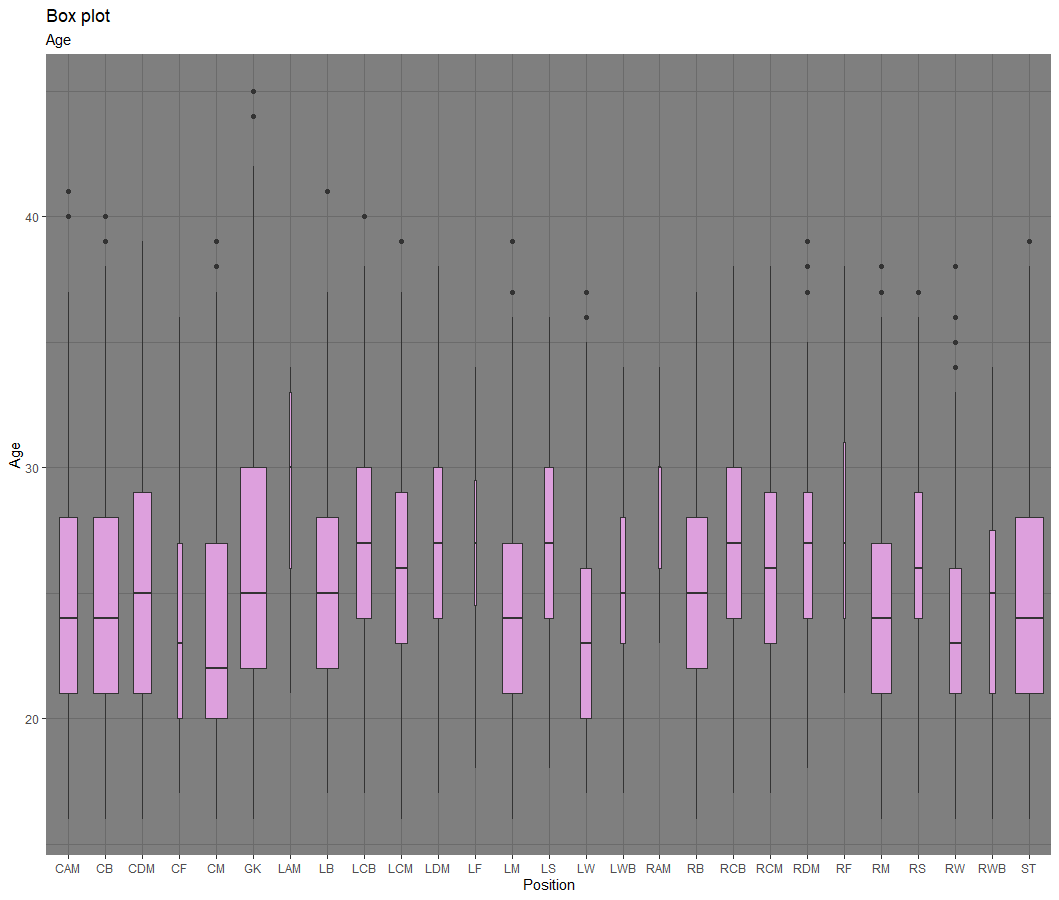 Box plot
Age
Age
40
30
20
CAM CB CDM CF CM GK LAM LB LCB LCM LDM LF LM LS LW LWB RAM RB RCB RCM RDM RF RM RS RW RWB ST
Position